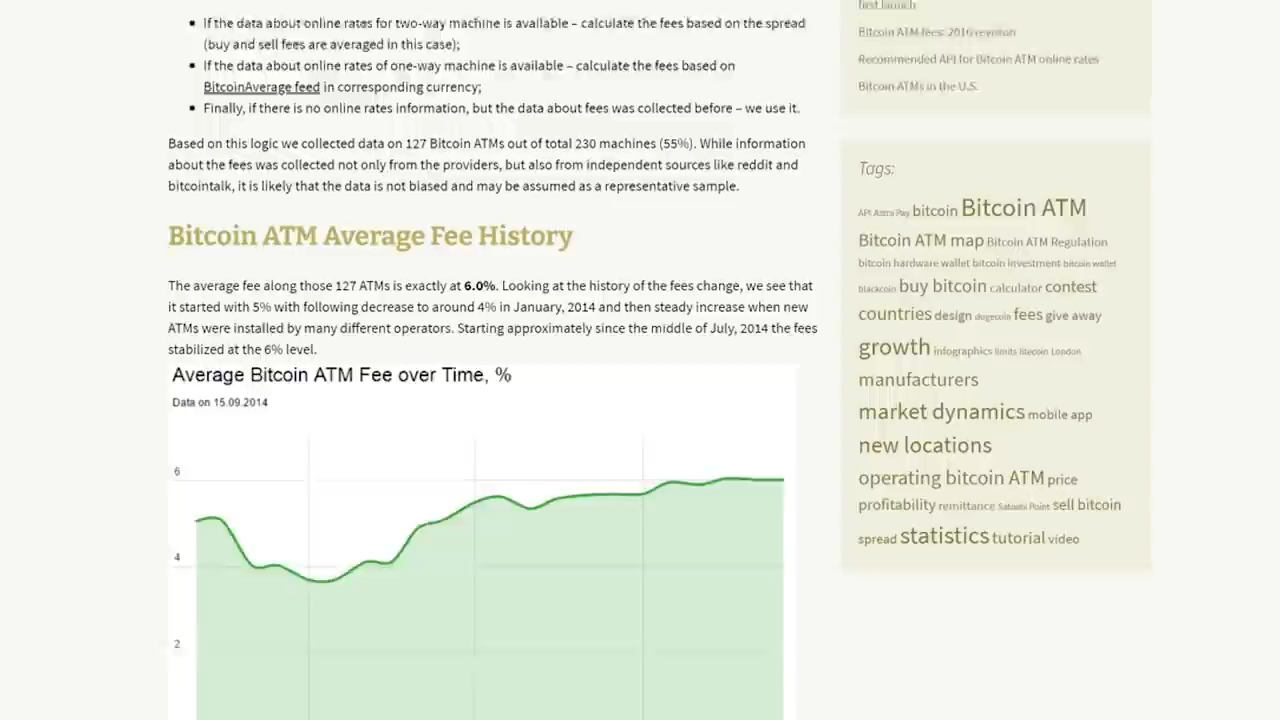 If the data about online rates for two-way machine is available – calculate the fees based on the spread
(buy and sell fees are averaged in this case);
If the data about online rates of one-way machine is available – calculate the fees based on
BitcoinAverage feed in corresponding currency;
Finally, if there is no online rates information, but the data about fees was collected before – we use it.
Based on this logic we collected data on 127 Bitcoin ATMs out of total 230 machines (55%). While information
about the fees was collected not only from the providers, but also from independent sources like reddit and
bitcointalk, it is likely that the data is not biased and may be assumed as a representative sample.
Bitcoin ATM Average Fee History
The average fee along those 127 ATMs is exactly at 6.0%. Looking at the history of the fees change, we see that
it started with 5% with following decrease to around 4% in January, 2014 and then steady increase when new
ATMs were installed by many different operators. Starting approximately since the middle of July, 2014 the fees
stabilized at the 6% level.
Average Bitcoin ATM Fee over Time, %
Data on 15.09.2014
6
4
2
first launch
Bitcoin ATM fees: 2016 revision
Recommended API for Bitcoin ATM online rates
Bitcoin ATMs in the U.S.
Tags:
API Astro Pay bitcoin Bitcoin ATM
Bitcoin ATM map Bitcoin ATM Regulation
bitcoin hardware wallet bitcoin investment bitcoin wallet
blackcoin buy bitcoin calculator contest
countries design dogecoin fees give away
growth infographics limits litecoin London
manufacturers
market dynamics mobile app
new locations
operating bitcoin ATM price
profitability remittance Satoshi Point sell bitcoin
spread statistics tutorial video